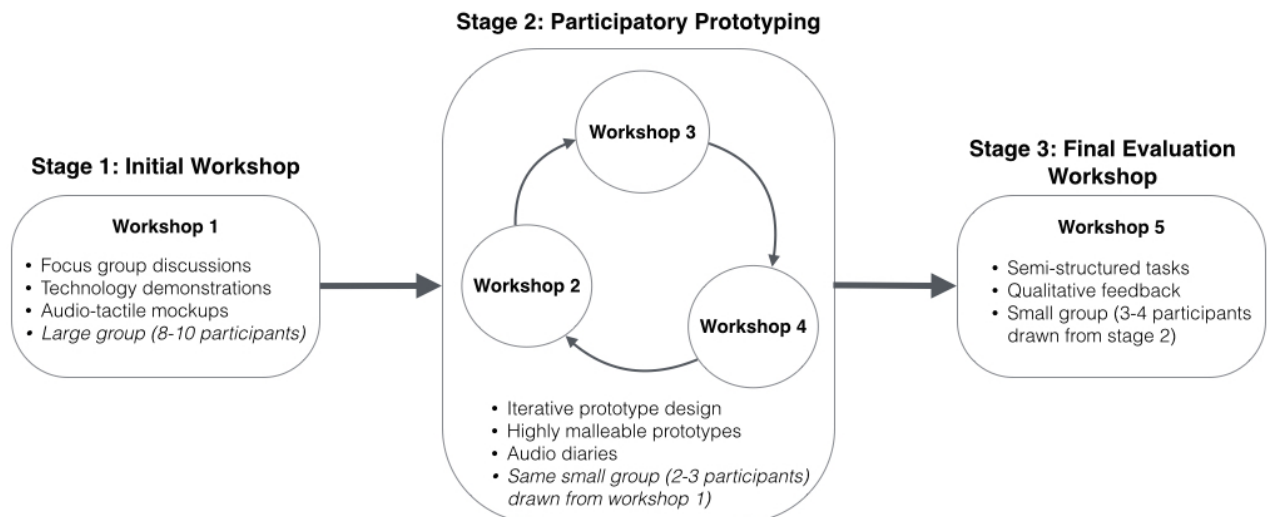 Stage 2: Participatory Prototyping
Stage 1: Initial Workshop
Workshop 1
• Focus group discussions
• Technology demonstrations
• Audio-tactile mockups
• Large group (8-10 participants)
Workshop 3
Workshop 2
Workshop 4
• Iterative prototype design
• Highly malleable prototypes
• Audio diaries
• Same small group (2-3 participants)
drawn from workshop 1)
Stage 3: Final Evaluation
Workshop
Workshop 5
• Semi-structured tasks
• Qualitative feedback
• Small group (3-4 participants
drawn from stage 2)